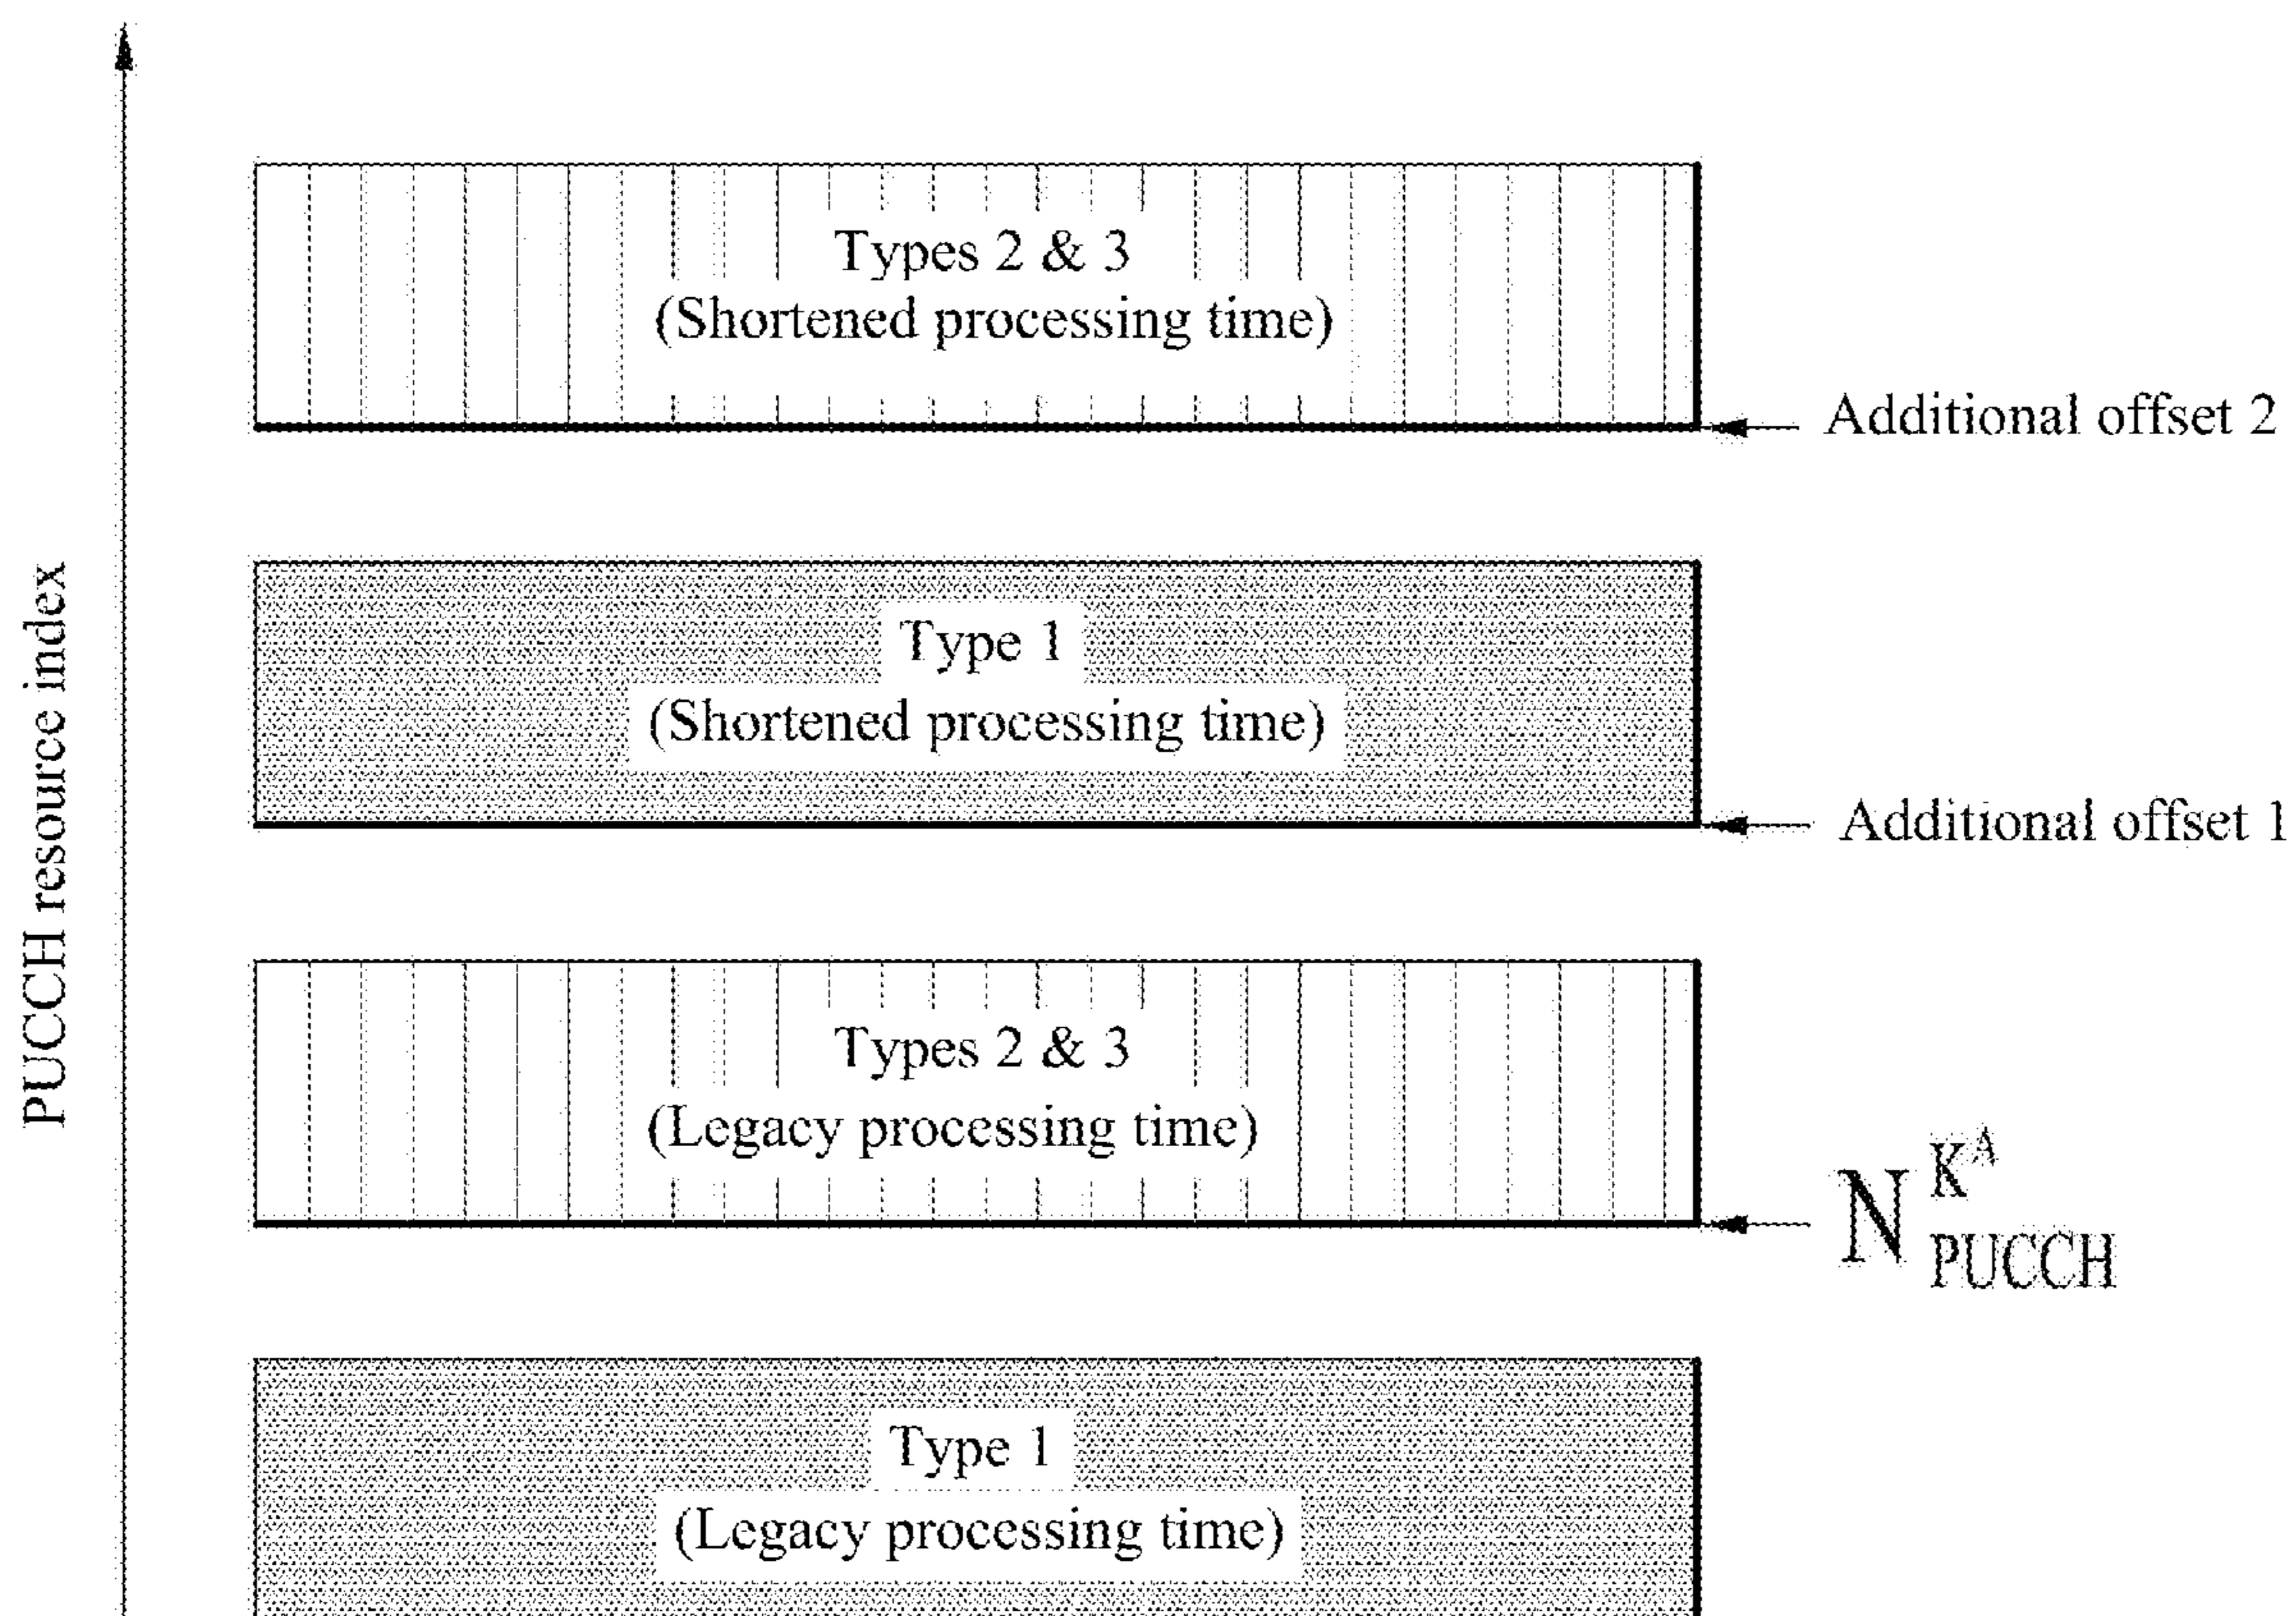 PUCCH resource index
Types 2 & 3
(Shortened processing time)
Additional offset 2
Type 1
(Shortened processing time)
Additional offset 1
Types 2 & 3
(Legacy processing time)
N K^A PUCCH
Type 1
(Legacy processing time)